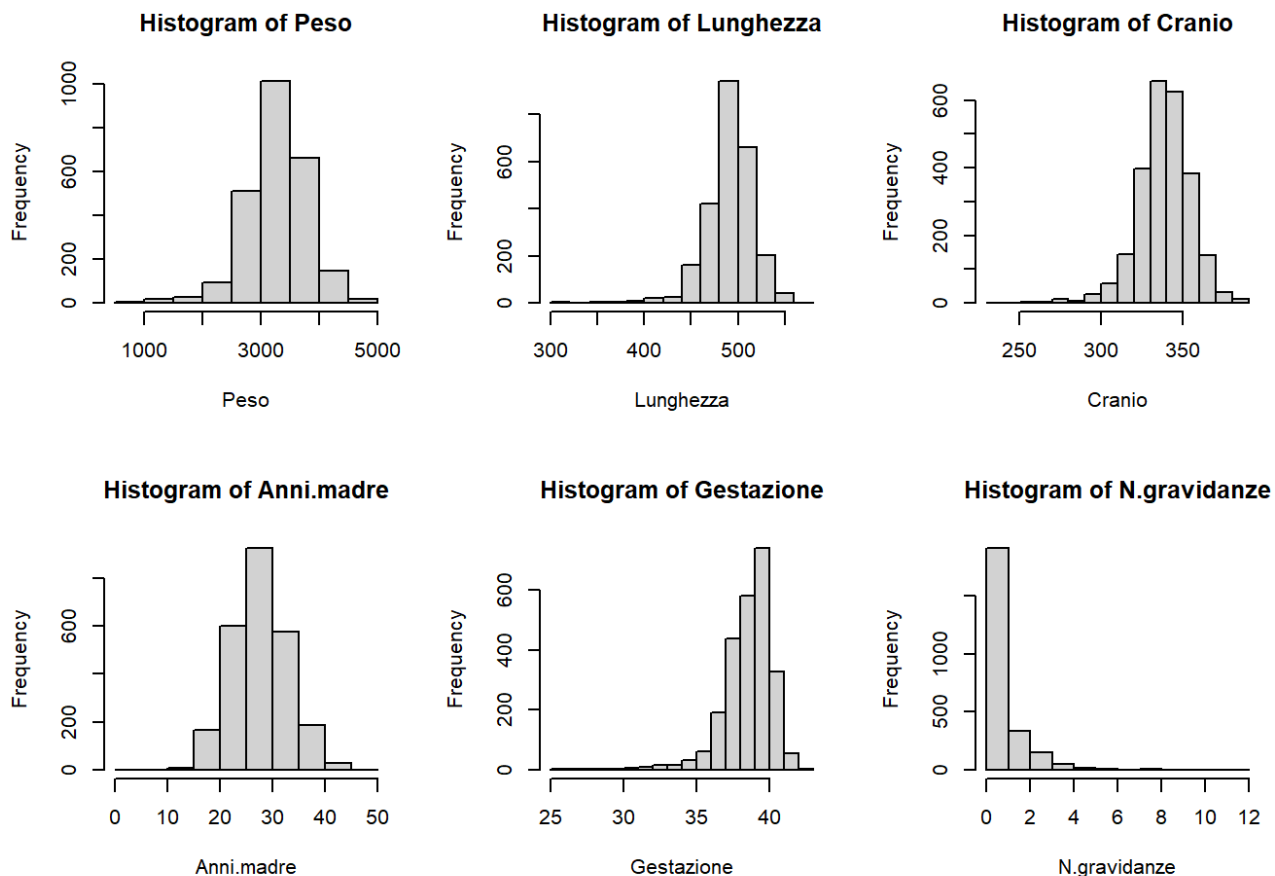 Histogram of Peso
Frequency
0
200
600
1000
1000
3000
5000
Peso
Histogram of Lunghezza
Frequency
0
200
600
300
400
500
Lunghezza
Histogram of Cranio
Frequency
0
200
400
600
250
300
350
Cranio
Histogram of Anni.madre
Frequency
0
200
600
0
10
20
30
40
50
Anni.madre
Histogram of Gestazione
Frequency
0
200
400
600
25
30
35
40
Gestazione
Histogram of N.gravidanze
Frequency
0
500
1000
0
2
4
6
8
10
12
N.gravidanze